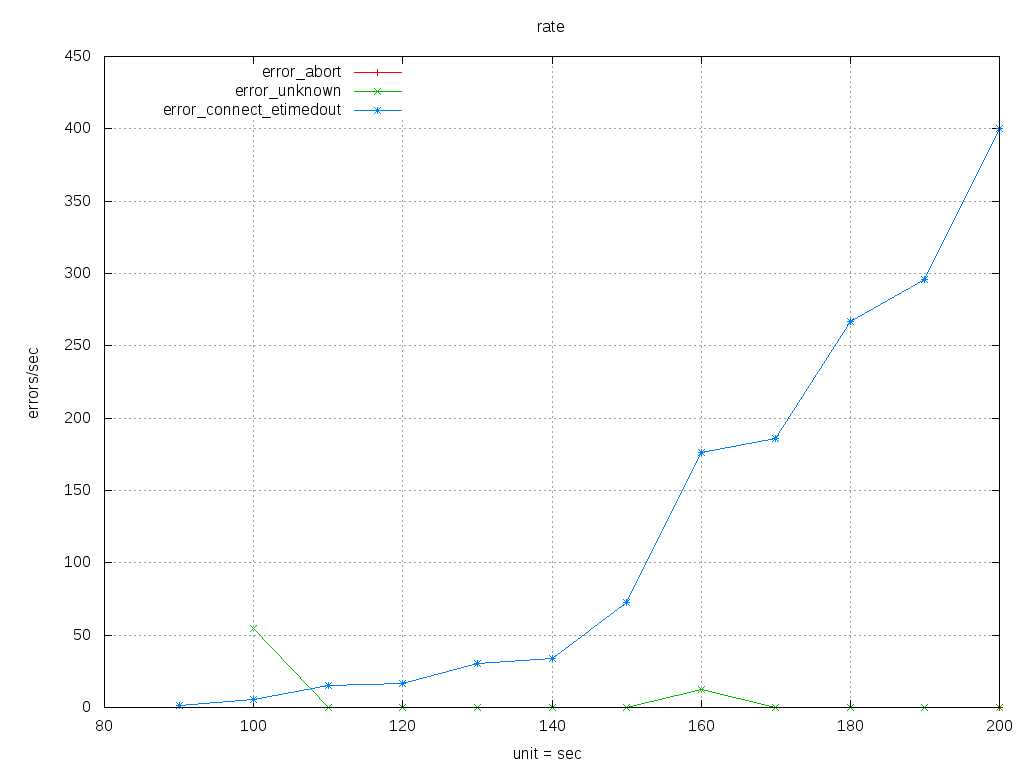 rate
450
400
350
300
250
200
150
100
50
0
errors/sec
error_abort
error_unknown
error_connect_etimedout
80 100 120 140 160 180 200
unit = sec